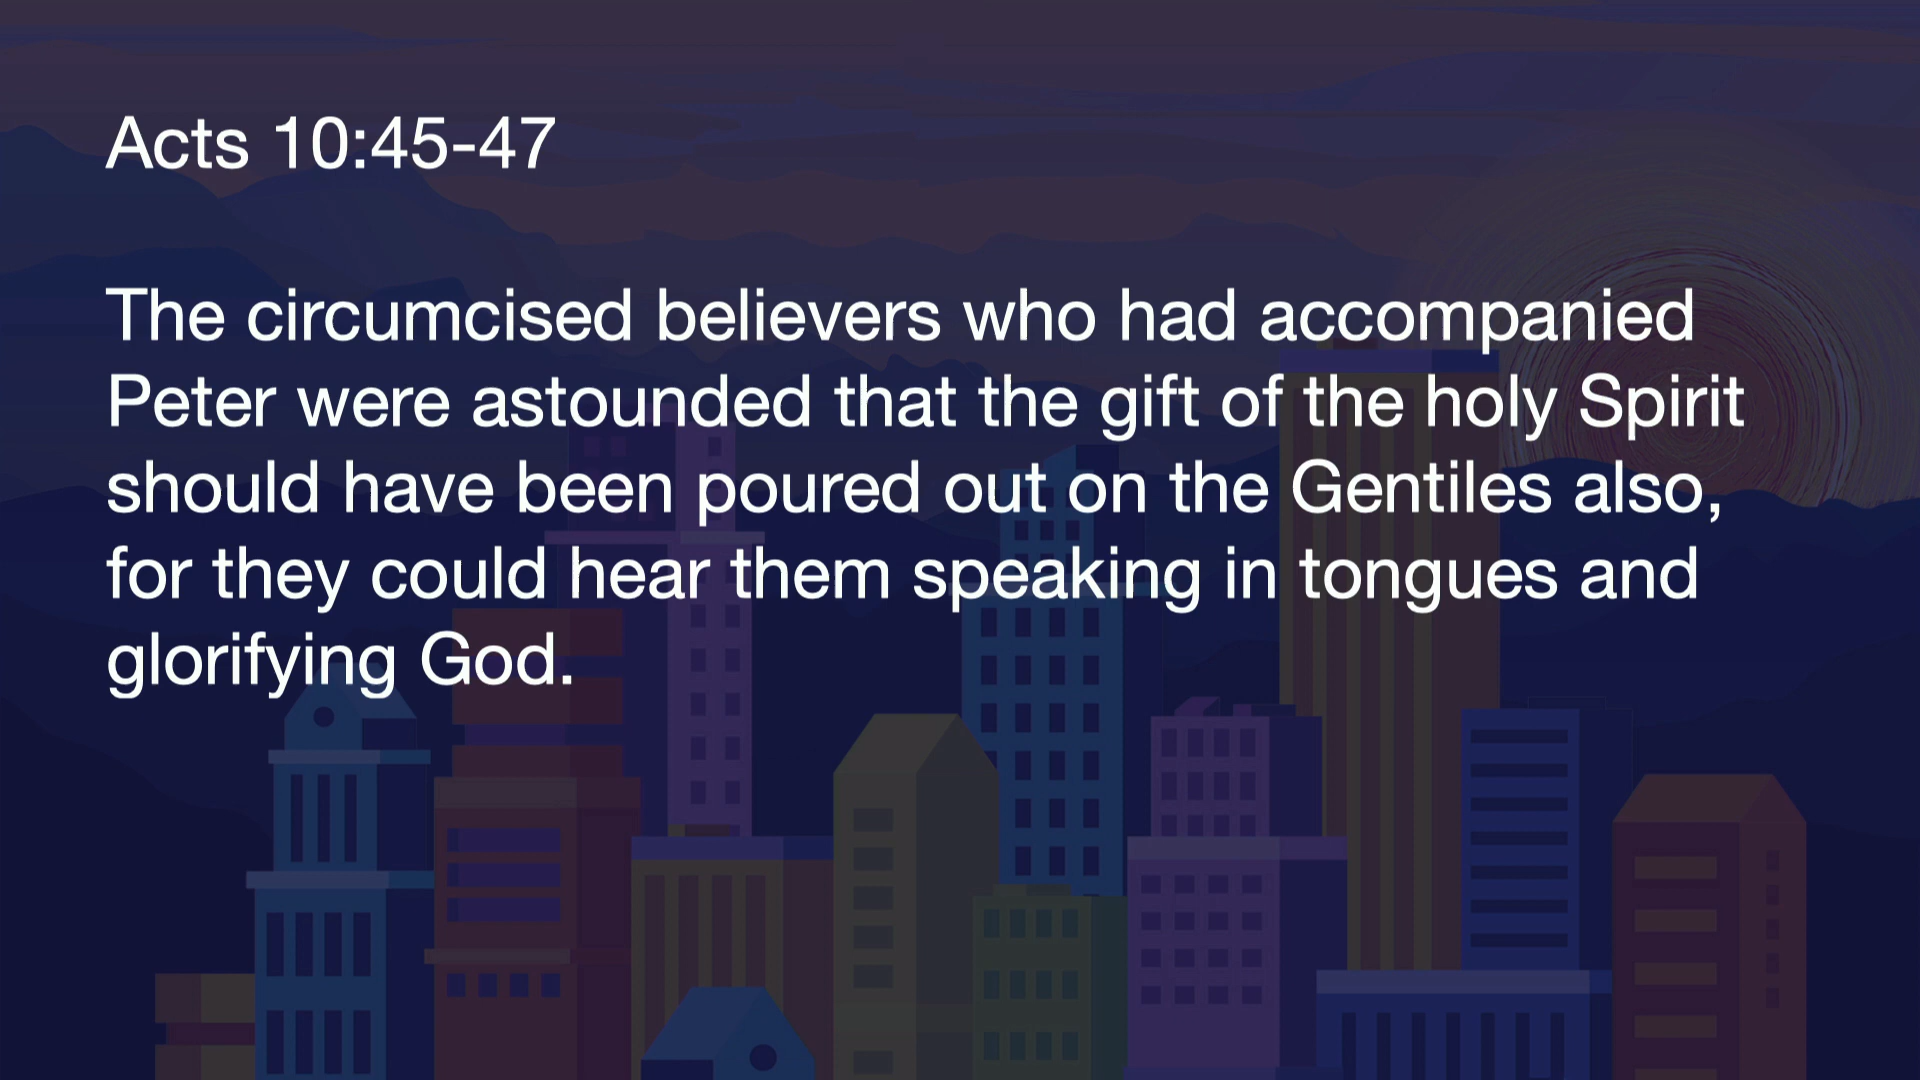 Acts 10:45-47
The circumcised believers who had accompanied
Peter were astounded that the gift of the holy Spirit
should have been poured out on the Gentiles also,
for they could hear them speaking in tongues and
glorifying God.